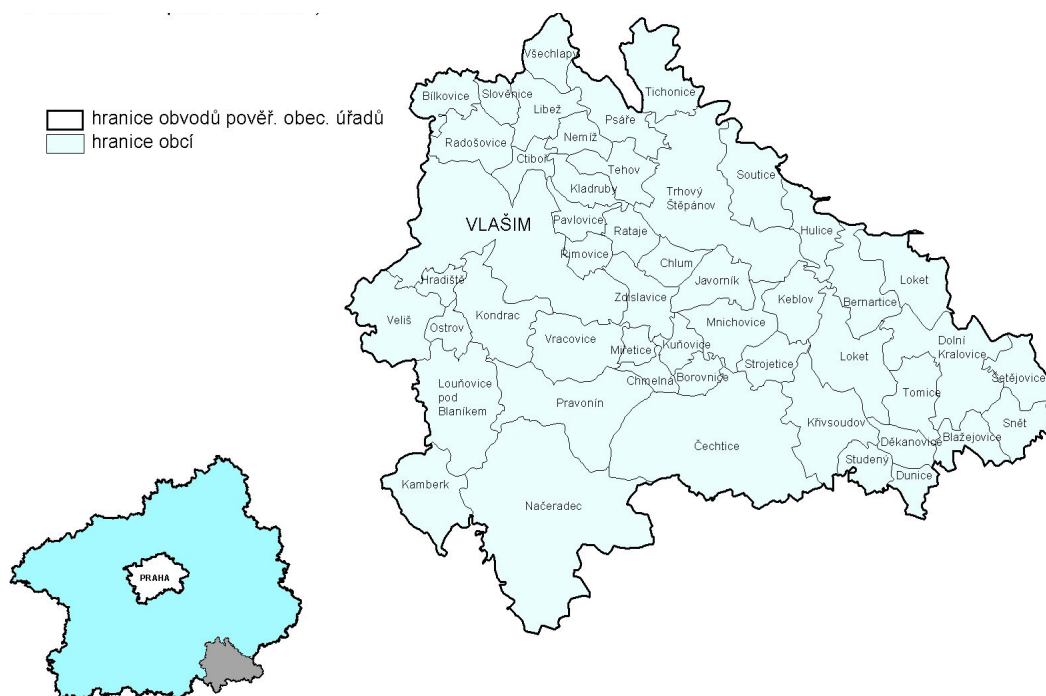 hranice obvodů pověř. obec. úřadů
hranice obcí
Všechlapy
Tichonice
Bílkovice
Slověnice
Libež
Psáře
Radošovice
Nemíž
Ctiboř
Tehov
Soutice
Kladruby
Trhový
Štěpánov
VLAŠIM
Pavlovice
Rataje
Hulice
Řimovice
Chlum
Hradiště
Javorník
Loket
Zdislavice
Keblov
Bernartice
Veliš
Ostrov
Kondrac
Mnichovice
Vracovice
Miřetice
Kuňovice
Loket
Dolní
Kralovice
Strojetice
Šetějovice
Chmelná
Borovnice
Louňovice
pod
Blaníkem
Tomice
Pravonín
Křivsoudov
Snět
Čechtice
Děkanovice
Blažejovice
Studený
Dunice
Kamberk
Načeradec
PRAHA